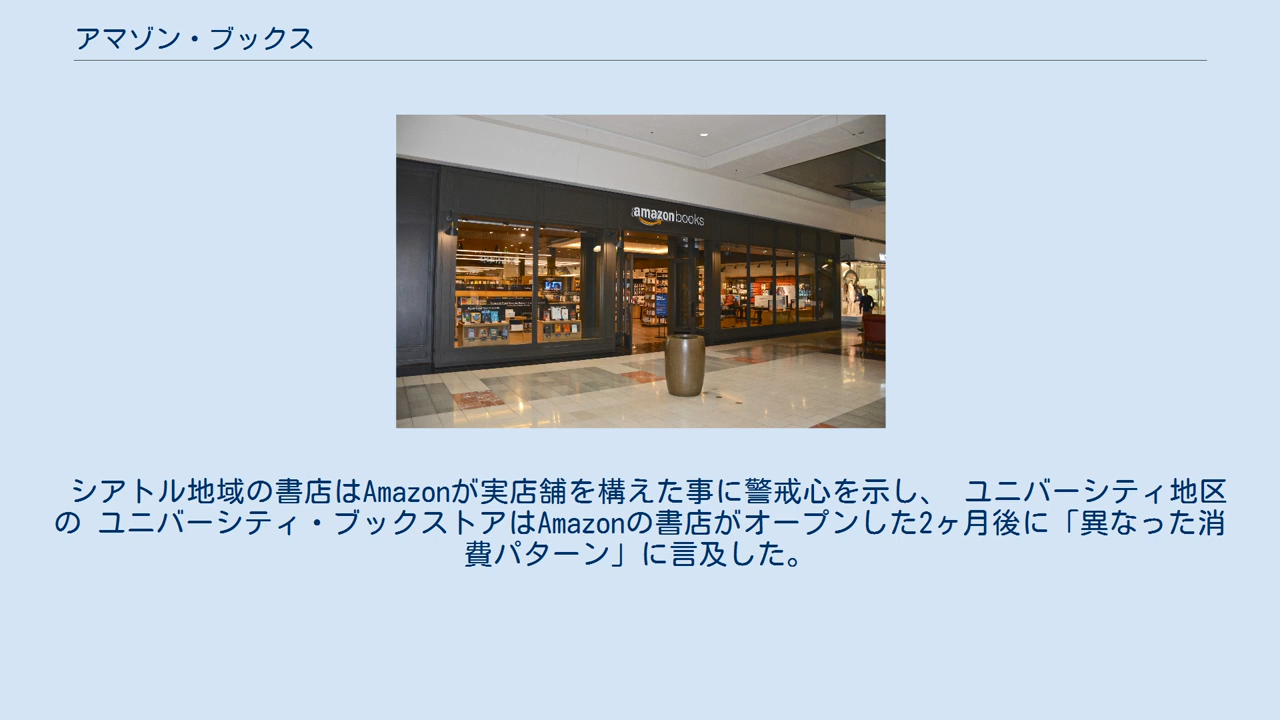 アマゾン・ブックス
amazonbooks
シアトル地域の書店はAmazonが実店舗を構えた事に警戒心を示し、 ユニバーシティ地区
の ユニバーシティ・ブックストアはAmazonの書店がオープンした2ヶ月後に「異なった消
費パターン」に言及した。